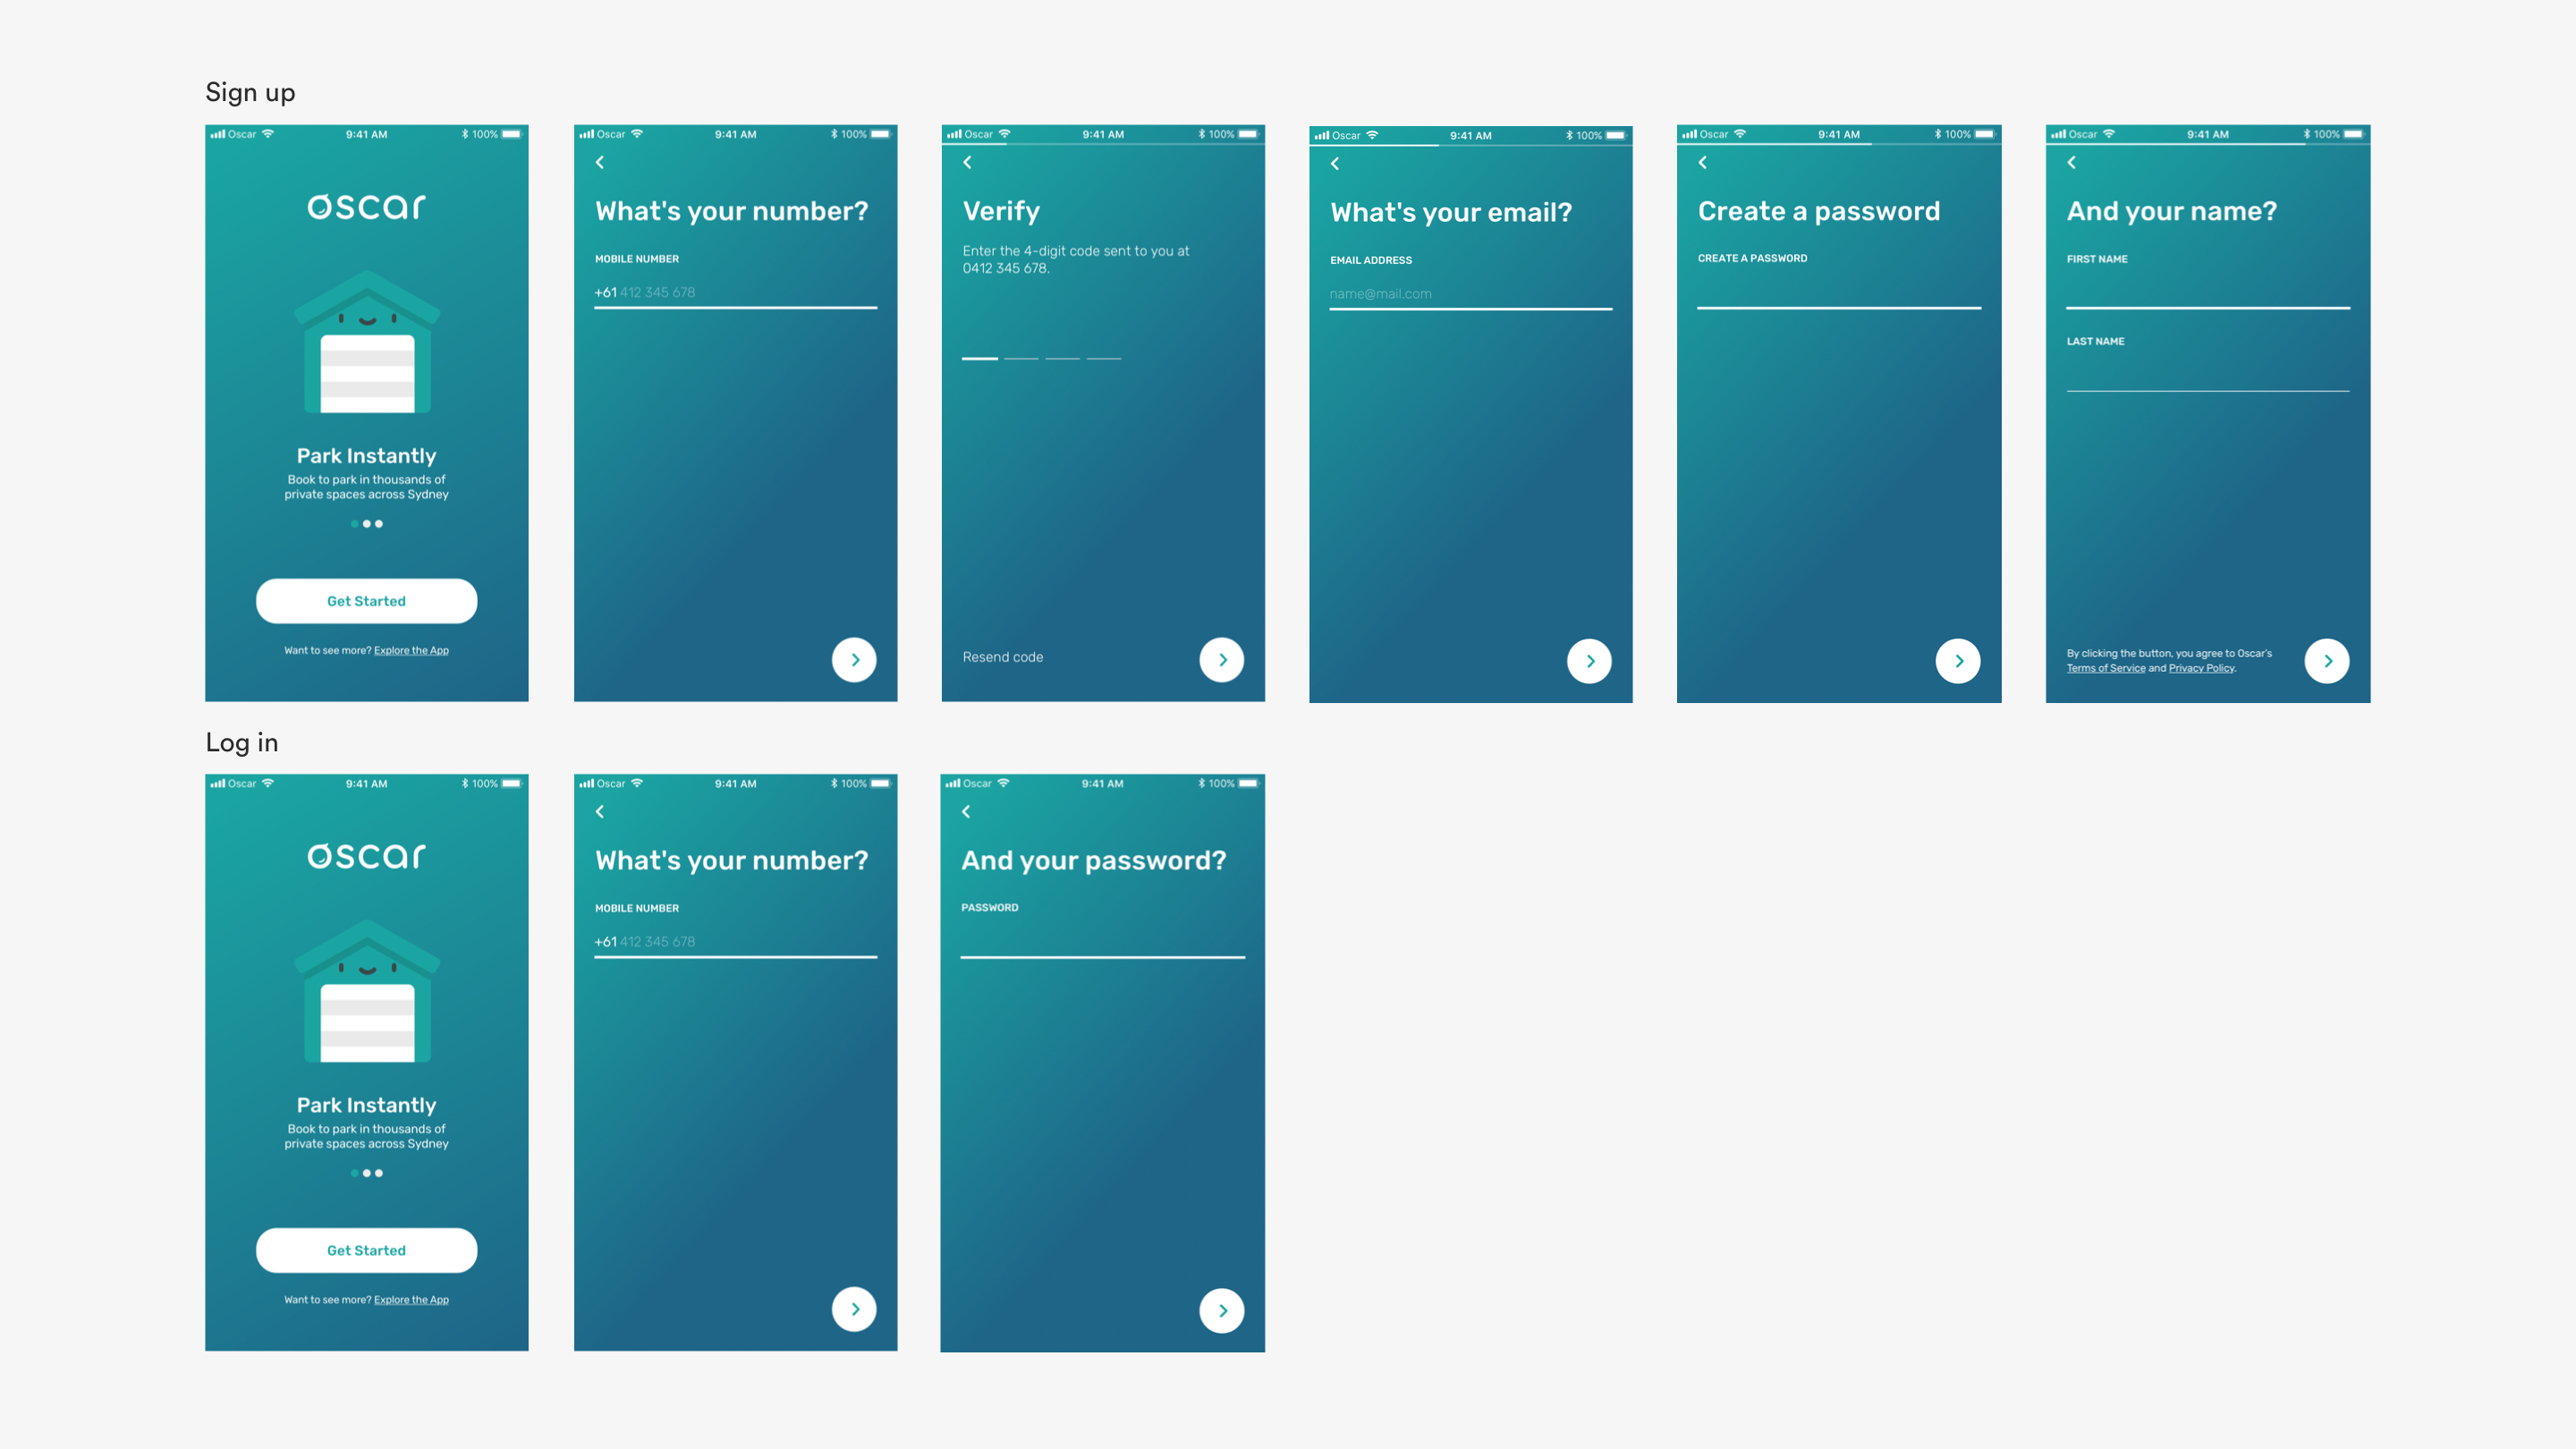 Sign up
Oscar 9:41 AM 100%
oscar
Park Instantly
Book to park in thousands of
private spaces across Sydney
Get Started
Want to see more? Explore the App
Oscar 9:41 AM 100%
What's your number?
MOBILE NUMBER
+61 412 345 678
Oscar 9:41 AM 100%
Verify
Enter the 4-digit code sent to you at
0412 345 678.
Resend code
Oscar 9:41 AM 100%
What's your email?
EMAIL ADDRESS
name@mail.com
Oscar 9:41 AM 100%
Create a password
CREATE A PASSWORD
Oscar 9:41 AM 100%
And your name?
FIRST NAME
LAST NAME
By clicking the button, you agree to Oscar's
Terms of Service and Privacy Policy.
Log in
Oscar 9:41 AM 100%
oscar
Park Instantly
Book to park in thousands of
private spaces across Sydney
Get Started
Want to see more? Explore the App
Oscar 9:41 AM 100%
What's your number?
MOBILE NUMBER
+61 412 345 678
Oscar 9:41 AM 100%
And your password?
PASSWORD